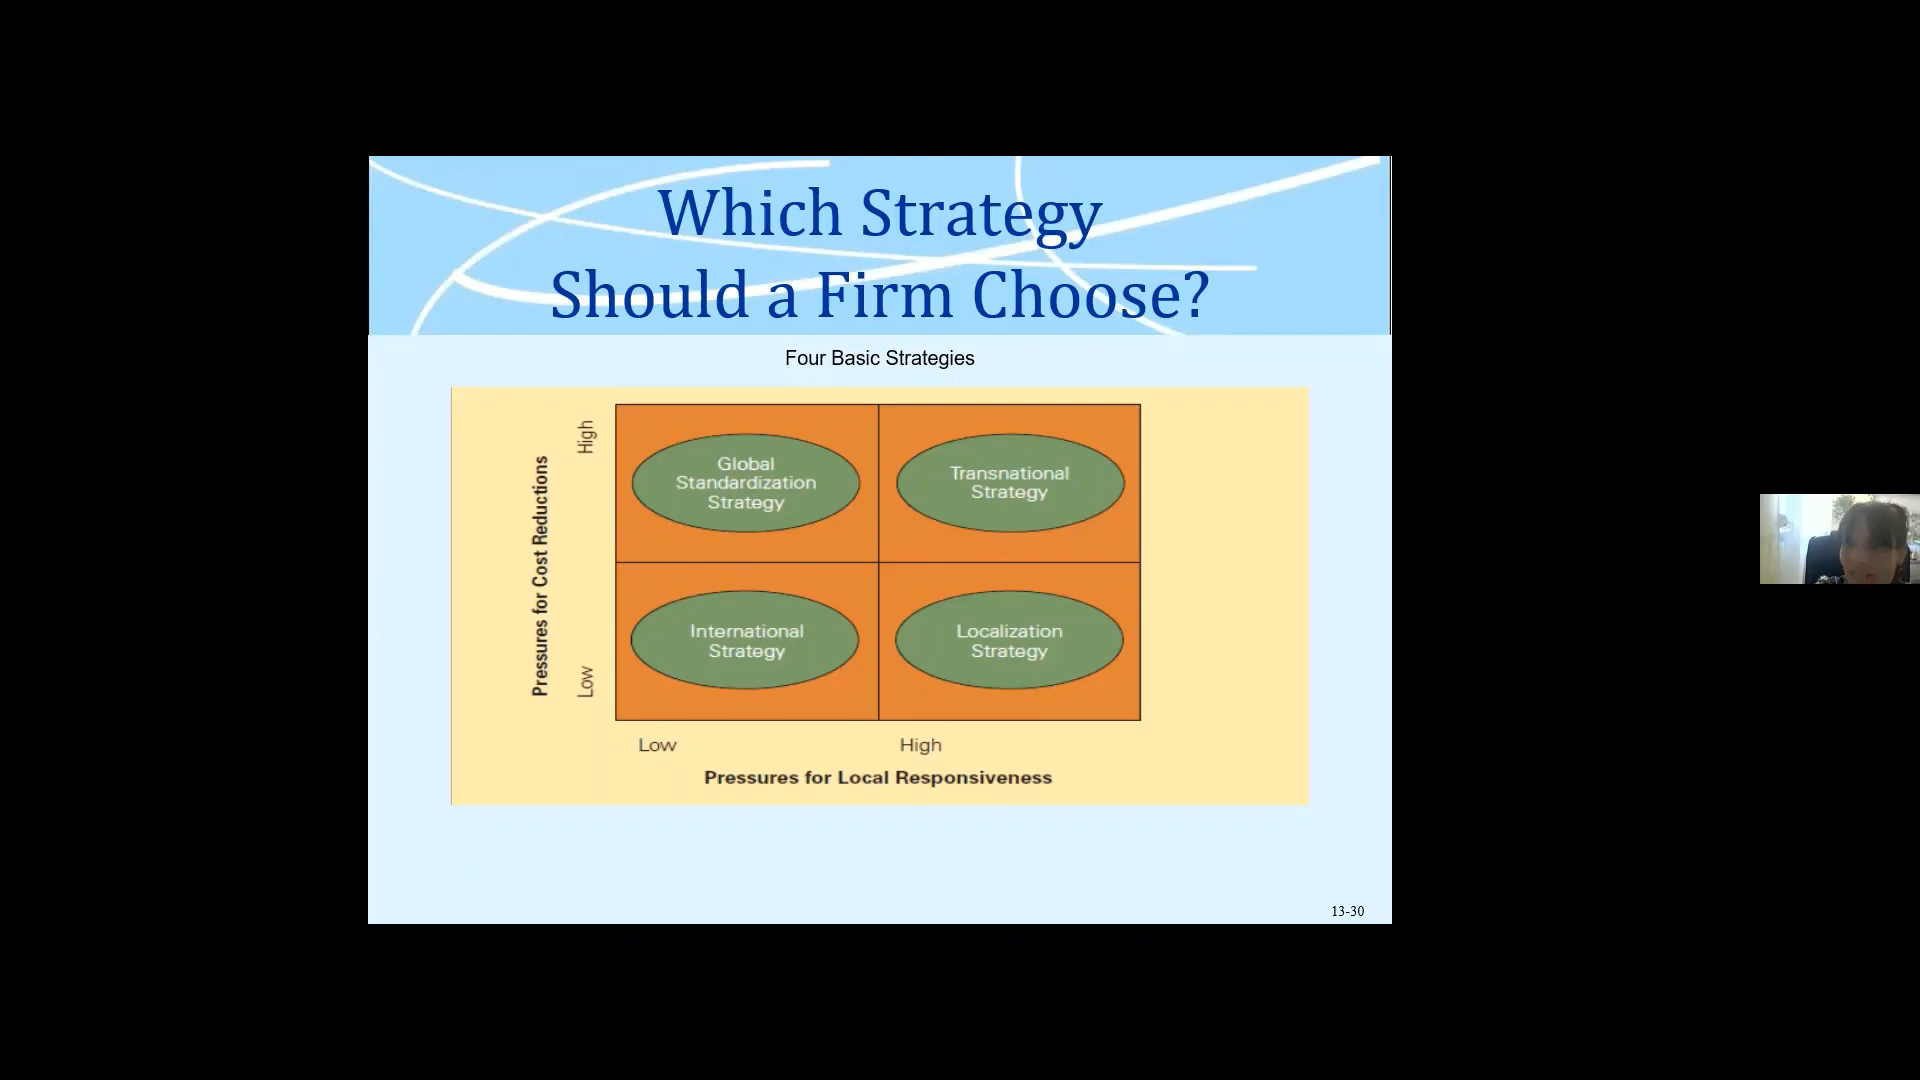 Which Strategy
Should a Firm Choose?
Four Basic Strategies
Pressures for Cost Reductions
High
Low
Global
Standardization
Strategy
Transnational
Strategy
International
Strategy
Localization
Strategy
Low
High
Pressures for Local Responsiveness
13-30